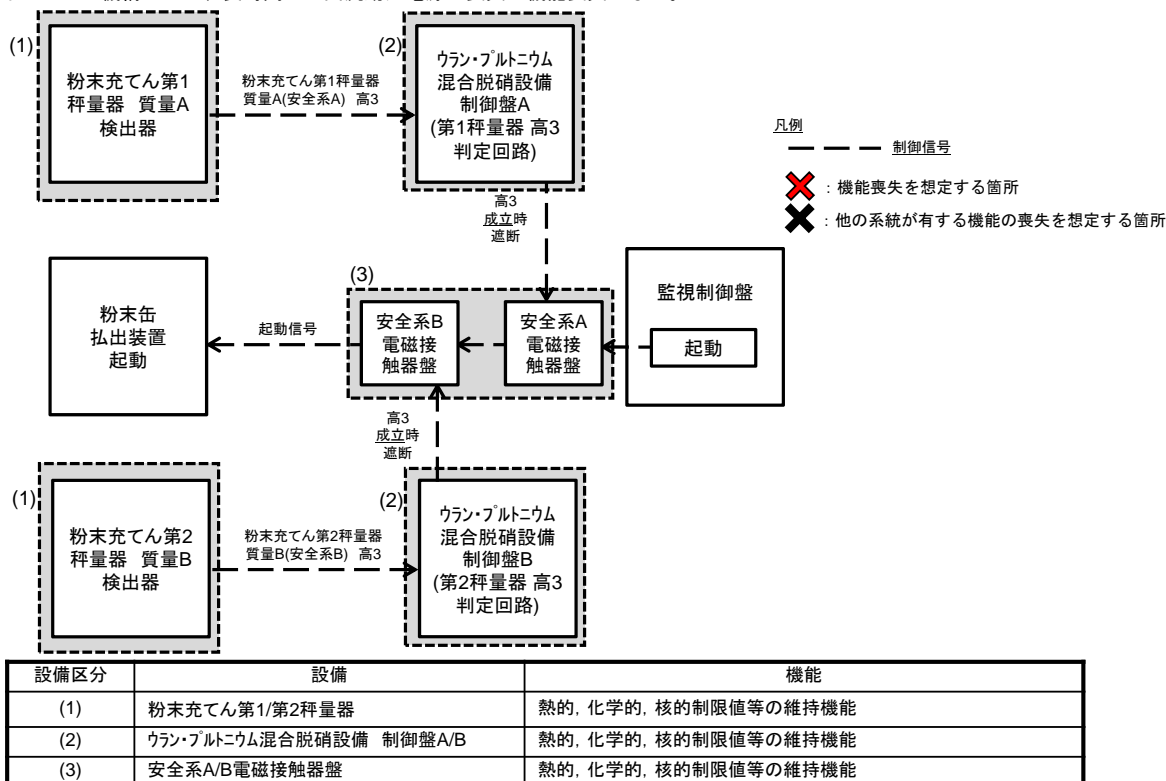 (1)
粉末充てん第1
秤量器 質量A
検出器
粉末充てん第1秤量器
質量A(安全系A) 高3
(2)
ウラン・プルトニウム
混合脱硝設備
制御盤A
(第1秤量器 高3
判定回路)
凡例
制御信号
:機能喪失を想定する箇所
:他の系統が有する機能の喪失を想定する箇所
高3
成立時
遮断
粉末缶
払出装置
起動
起動信号
(3)
安全系B
電磁接
触器盤
安全系A
電磁接
触器盤
監視制御盤
起動
高3
成立時
遮断
(1)
粉末充てん第2
秤量器 質量B
検出器
粉末充てん第2秤量器
質量B(安全系B) 高3
(2)
ウラン・プルトニウム
混合脱硝設備
制御盤B
(第2秤量器 高3
判定回路)
設備区分 設備 機能
(1) 粉末充てん第1/第2秤量器 熱的, 化学的, 核的制限値等の維持機能
(2) ウラン・プルトニウム混合脱硝設備 制御盤A/B 熱的, 化学的, 核的制限値等の維持機能
(3) 安全系A/B電磁接触器盤 熱的, 化学的, 核的制限値等の維持機能